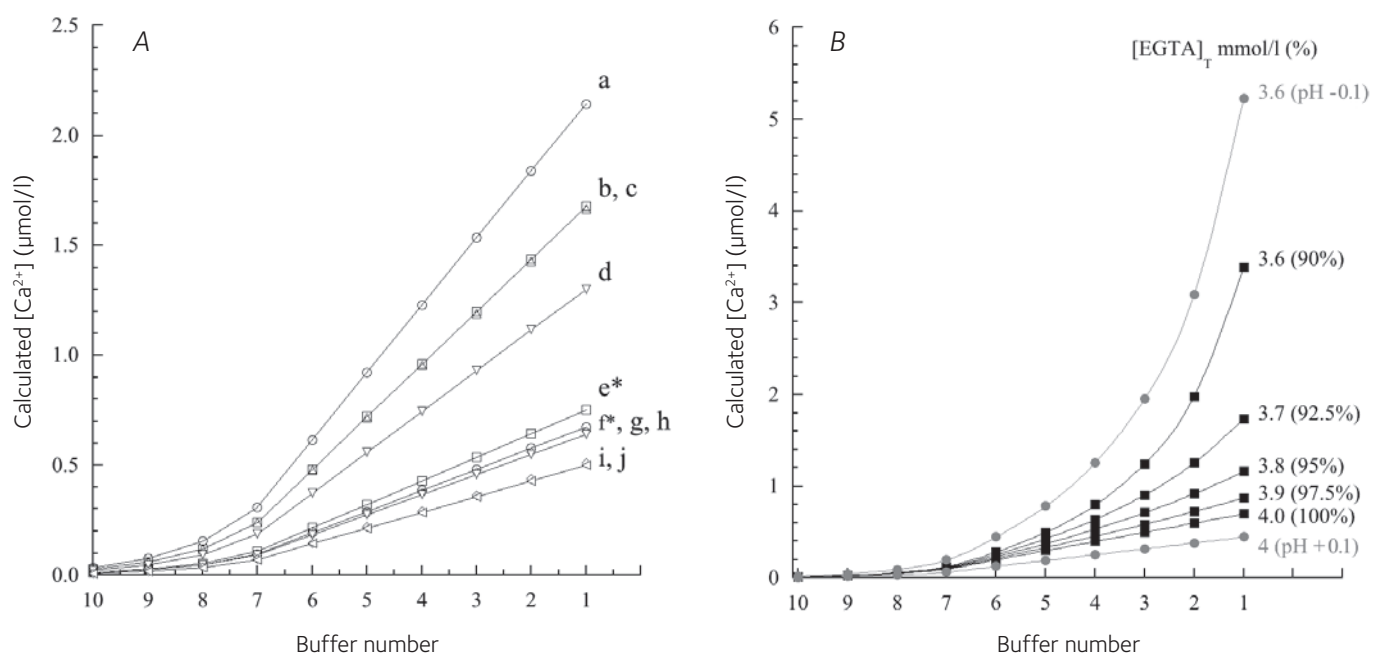 A
Calculated [Ca²⁺] (µmol/l)
2.5
2.0
1.5
1.0
0.5
0.0
10 9 8 7 6 5 4 3 2 1
Buffer number
a
b, c
d
e*
f*, g, h
i, j
B
Calculated [Ca²⁺] (µmol/l)
6
5
4
3
2
1
0
10 9 8 7 6 5 4 3 2 1
Buffer number
[EGTA]T mmol/l (%)
3.6 (pH -0.1)
3.6 (90%)
3.7 (92.5%)
3.8 (95%)
3.9 (97.5%)
4.0 (100%)
4 (pH + 0.1)